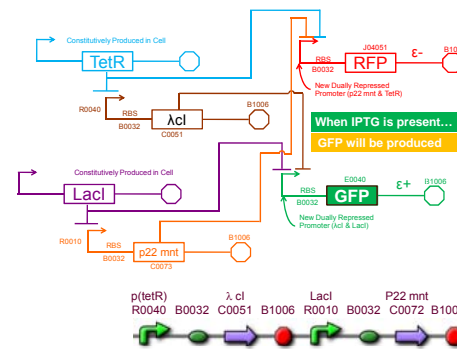 Constitutively Produced in Cell
TetR
R0040
RBS
B0032
λcI
C0051
B1006
J04051
RBS
B0032
RFP
ε-
New Dually Repressed
Promoter (p22 mnt & TetR)
When IPTG is present…
GFP will be produced
Constitutively Produced in Cell
LacI
R0010
RBS
B0032
p22 mnt
C0073
B1006
E0040
RBS
B0032
GFP
ε+
B1006
New Dually Repressed
Promoter (λcI & LacI)
p(tetR) λ cI LacI P22 mnt
R0040 B0032 C0051 B1006 R0010 B0032 C0072